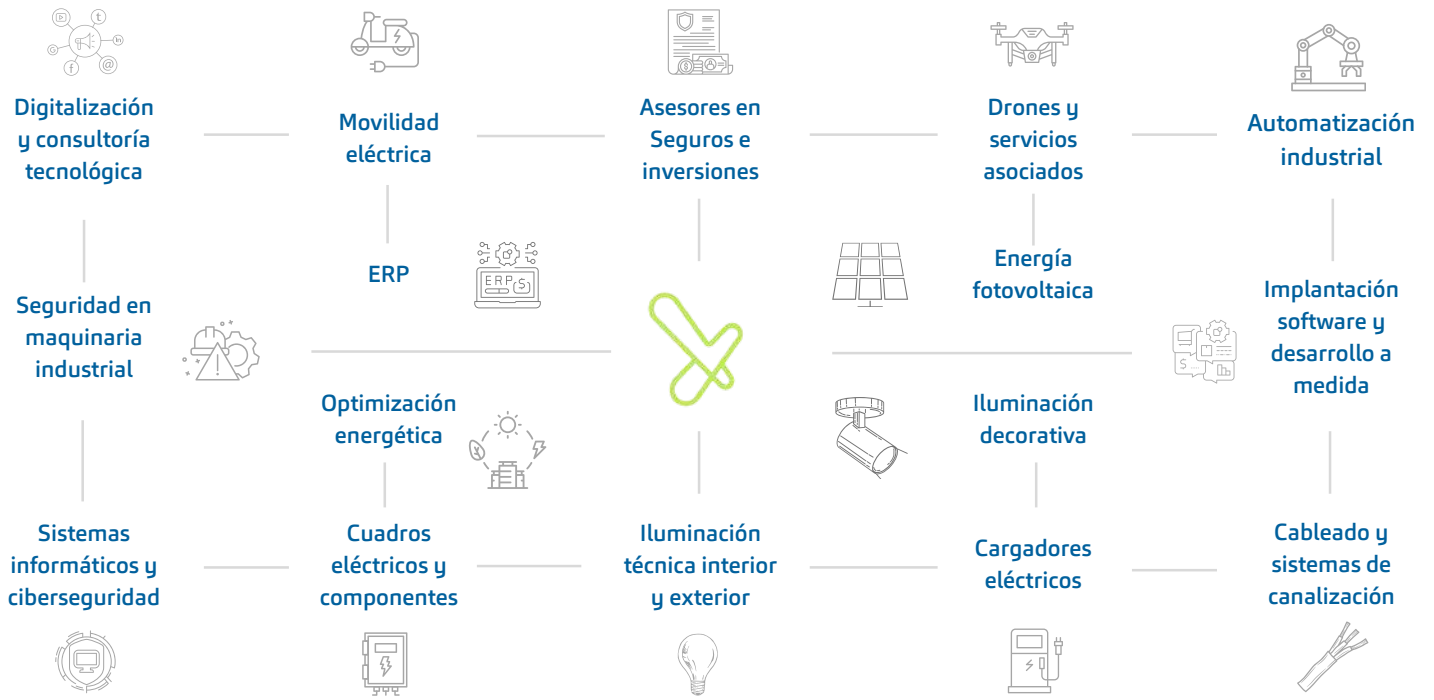 Digitalización
y consultoría
tecnológica
Movilidad
eléctrica
Asesores en
Seguros e
inversiones
Drones y
servicios
asociados
Automatización
industrial
Seguridad en
maquinaria
industrial
ERP
ERP
$
Energía
fotovoltaica
Implantación
software y
desarrollo a
medida
Optimización
energética
Iluminación
decorativa
Sistemas
informáticos y
ciberseguridad
Cuadros
eléctricos y
componentes
Iluminación
técnica interior
y exterior
Cargadores
eléctricos
Cableado y
sistemas de
canalización